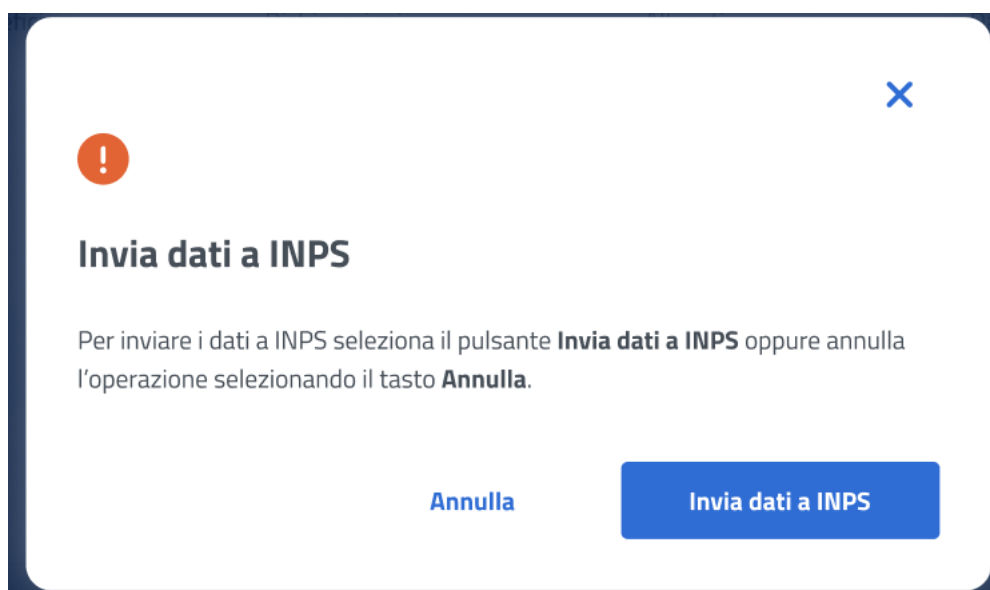 Invia dati a INPS
Per inviare i dati a INPS seleziona il pulsante Invia dati a INPS oppure annulla
l'operazione selezionando il tasto Annulla.
Annulla
Invia dati a INPS